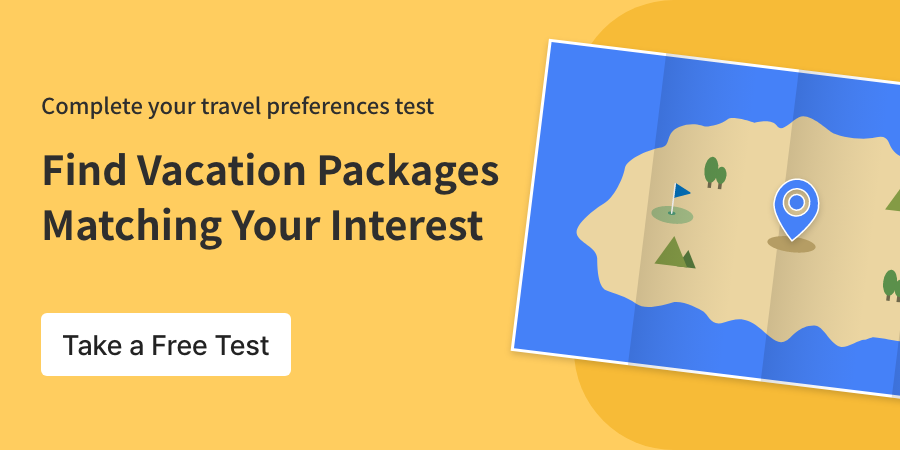 Complete your travel preferences test
Find Vacation Packages
Matching Your Interest
Take a Free Test